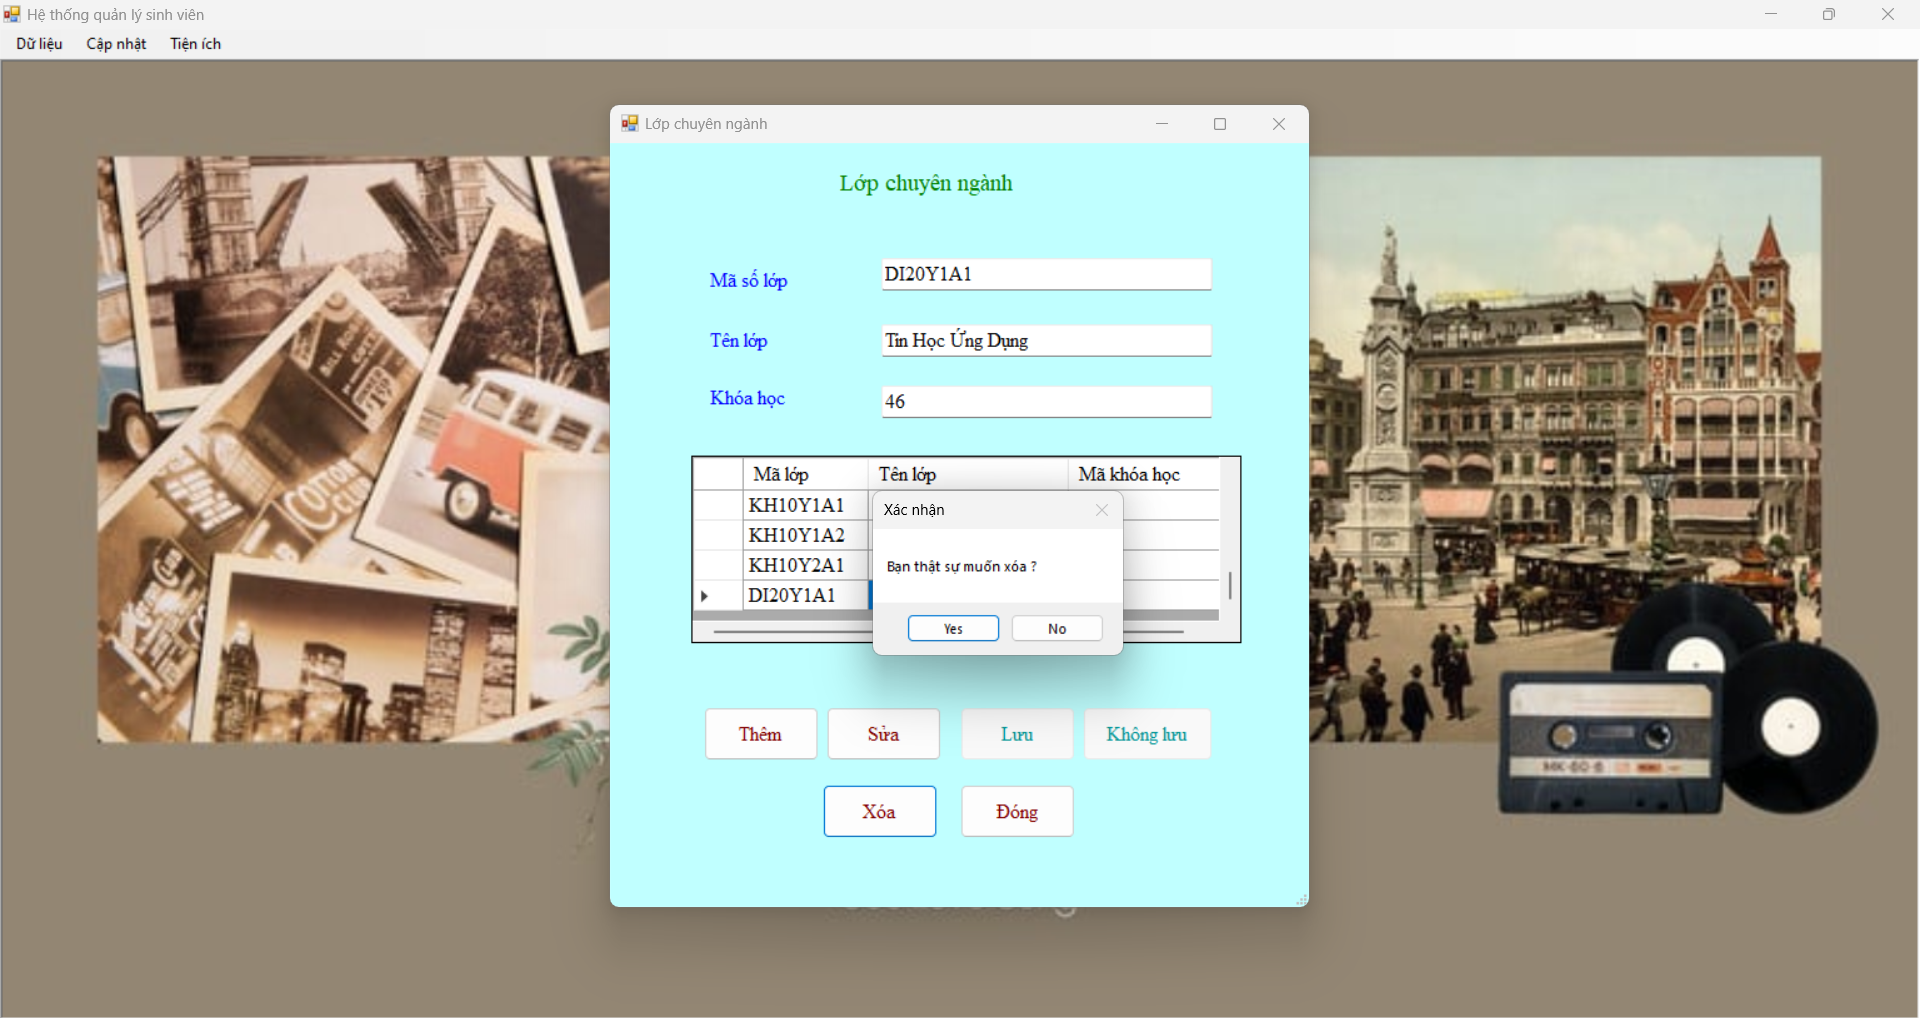 Hệ thống quản lý sinh viên
Dữ liệu Cập nhật Tiện ích
Lớp chuyên ngành
Lớp chuyên ngành
Mã số lớp DI20Y1A1
Tên lớp Tin Học Ứng Dụng
Khóa học 46
Mã lớp Tên lớp Mã khóa học
KH10Y1A1
KH10Y1A2
KH10Y2A1
DI20Y1A1
Xác nhận
Bạn thật sự muốn xóa ?
Yes No
Thêm Sửa Lưu Không lưu
Xóa Đóng
COTTON
CLUB